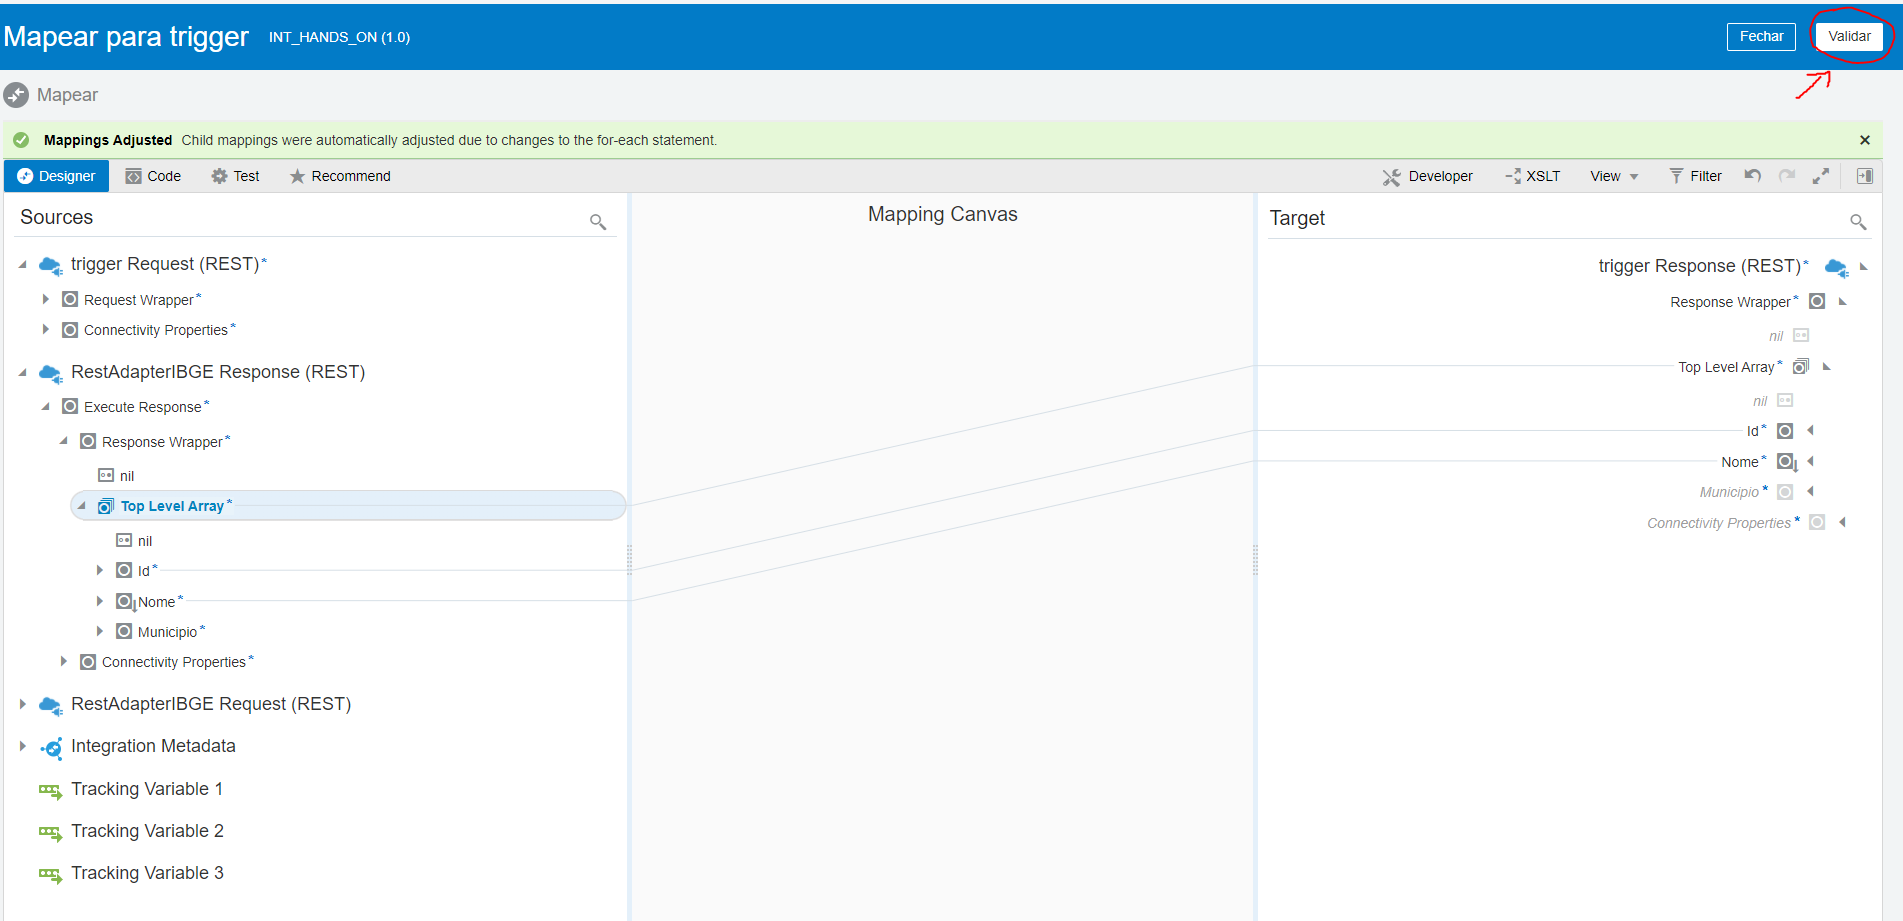 Mapear para trigger INT_HANDS_ON (1.0) Fechar Validar
Mapear
Mappings Adjusted Child mappings were automatically adjusted due to changes to the for-each statement.
Designer Code Test Recommend Developer XSLT View Filter
Sources
Mapping Canvas
Target
trigger Request (REST)*
Request Wrapper*
Connectivity Properties*
RestAdapterIBGE Response (REST)
Execute Response*
Response Wrapper*
nil
Top Level Array*
nil
Id*
Nome*
Municipio*
Connectivity Properties*
RestAdapterIBGE Request (REST)
Integration Metadata
Tracking Variable 1
Tracking Variable 2
Tracking Variable 3
trigger Response (REST)*
Response Wrapper*
nil
Top Level Array*
nil
Id*
Nome*
Municipio*
Connectivity Properties*